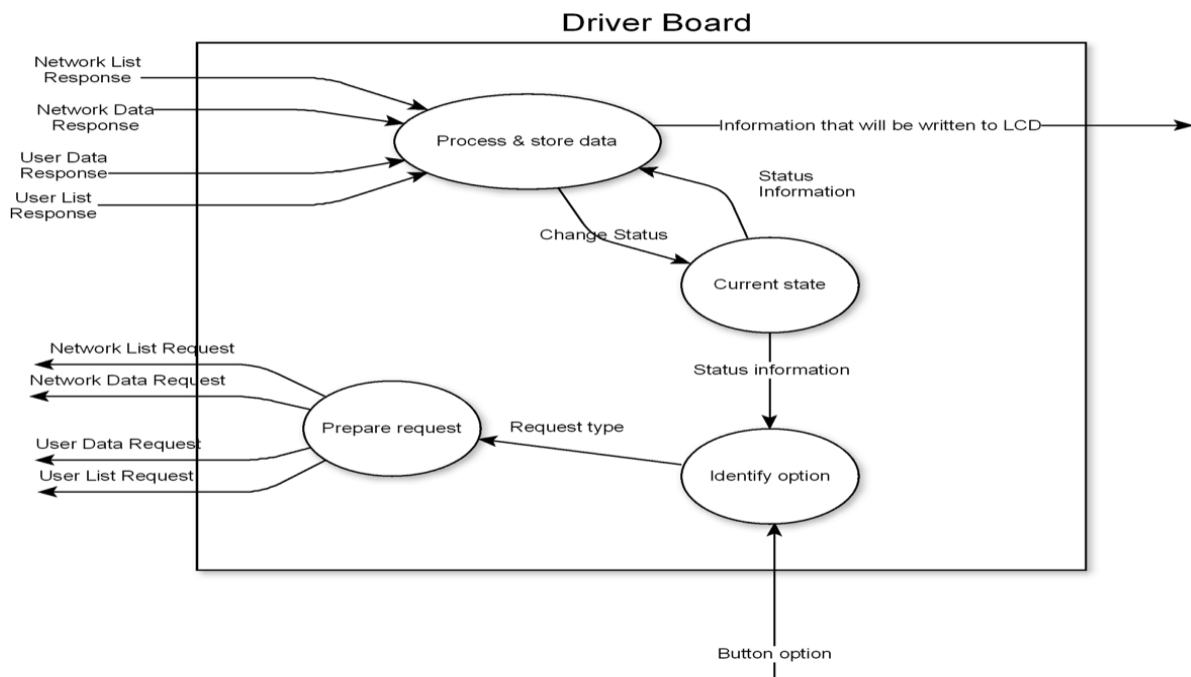 Driver Board
Network List
Response
Network Data
Response
User Data
Response
User List
Response
Process & store data
Information that will be written to LCD
Status
Information
Change Status
Current state
Status information
Network List Request
Network Data Request
User Data Request
User List Request
Prepare request
Request type
Identify option
Button option